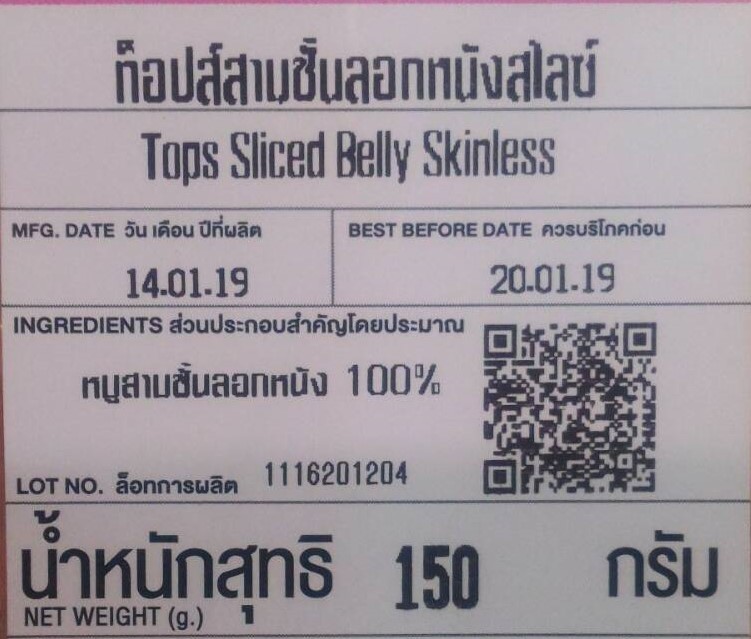 ท็อปส์สามชั้นลอกหนังสไลซ์
Tops Sliced Belly Skinless
MFG. DATE วัน เดือน ปีที่ผลิต
14.01.19
BEST BEFORE DATE ควรบริโภคก่อน
20.01.19
INGREDIENTS ส่วนประกอบสำคัญโดยประมาณ
หมูสามชั้นลอกหนัง 100%
LOT NO. ล็อทการผลิต 1116201204
น้ำหนักสุทธิ 150 กรัม
NET WEIGHT (g.)